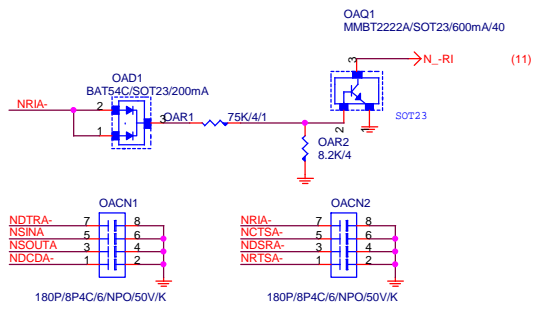 OAQ1
MMBT2222A/SOT23/600mA/40
3
N_-RI
(11)
OAD1
BAT54C/SOT23/200mA
NRIA-
2
1
3
OAR1
75K/4/1
2
1
SOT23
OAR2
8.2K/4
OACN1
OACN2
NDTRA-
7
8
NSINA
5
6
NSOUTA
3
4
NDCDA-
1
2
NRIA-
7
8
NCTSA-
5
6
NDSRA-
3
4
NRTSA-
1
2
180P/8P4C/6/NPO/50V/K
180P/8P4C/6/NPO/50V/K